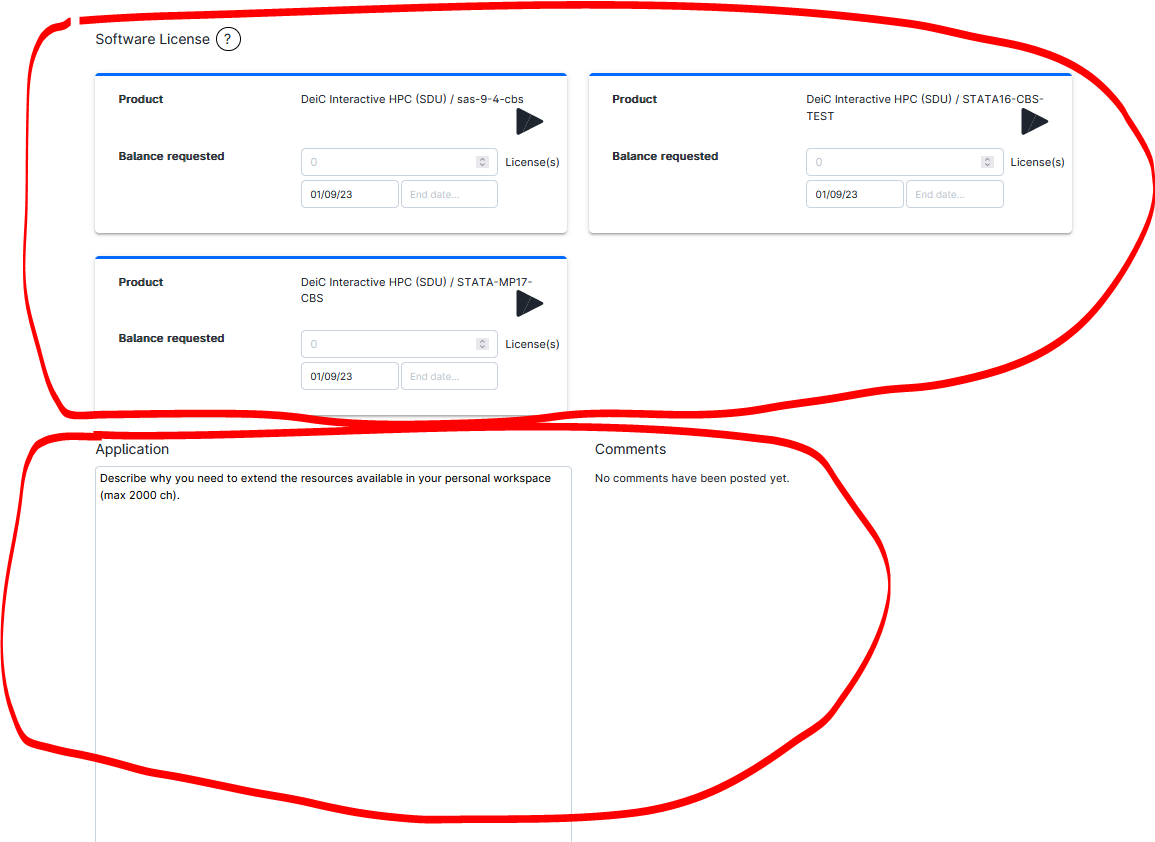 Software License ?
Product DeiC Interactive HPC (SDU) / sas-9-4-cbs
Balance requested 0 License(s)
01/09/23 End date...
Product DeiC Interactive HPC (SDU) / STATA16-CBS-
TEST
Balance requested 0 License(s)
01/09/23 End date...
Product DeiC Interactive HPC (SDU) / STATA-MP17-
CBS
Balance requested 0 License(s)
01/09/23 End date...
Application
Describe why you need to extend the resources available in your personal workspace
(max 2000 ch).
Comments
No comments have been posted yet.